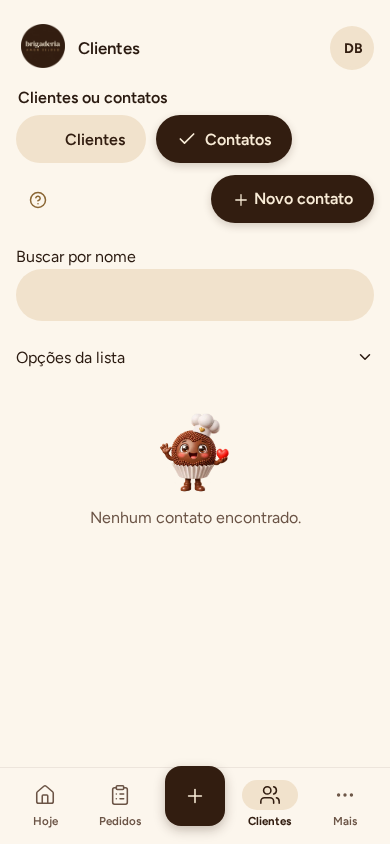 brigaderia
Clientes
DB
Clientes ou contatos
Clientes
Contatos
Novo contato
Buscar por nome
Opções da lista
Nenhum contato encontrado.
Hoje
Pedidos
Clientes
Mais